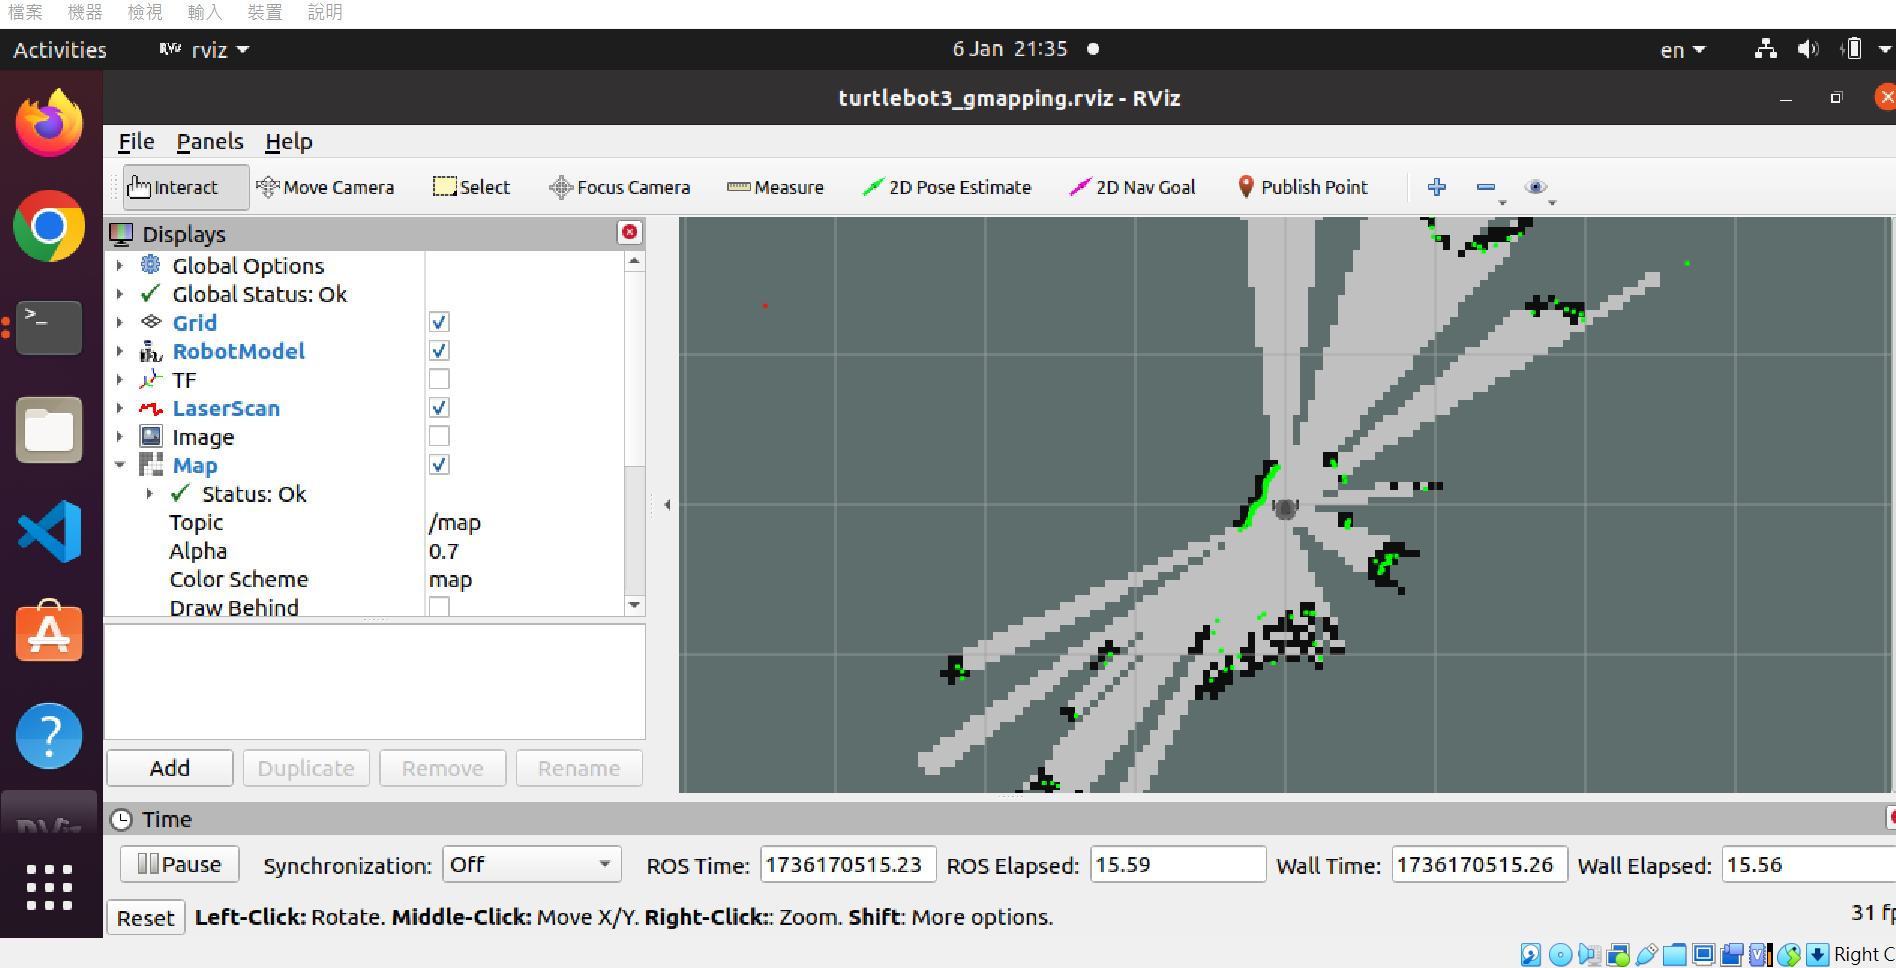 檔案 機器 檢視 輸入 裝置 說明
Activities RViz rviz 6 Jan 21:35 en
turtlebot3_gmapping.rviz - RViz
File Panels Help
Interact Move Camera Select Focus Camera Measure 2D Pose Estimate 2D Nav Goal Publish Point
Displays
Global Options
Global Status: Ok
Grid
RobotModel
TF
LaserScan
Image
Map
Status: Ok
Topic /map
Alpha 0.7
Color Scheme map
Draw Behind
Add Duplicate Remove Rename
Time
Pause Synchronization: Off ROS Time: 1736170515.23 ROS Elapsed: 15.59 Wall Time: 1736170515.26 Wall Elapsed: 15.56
Reset Left-Click: Rotate. Middle-Click: Move X/Y. Right-Click:: Zoom. Shift: More options. 31 fp
Right C